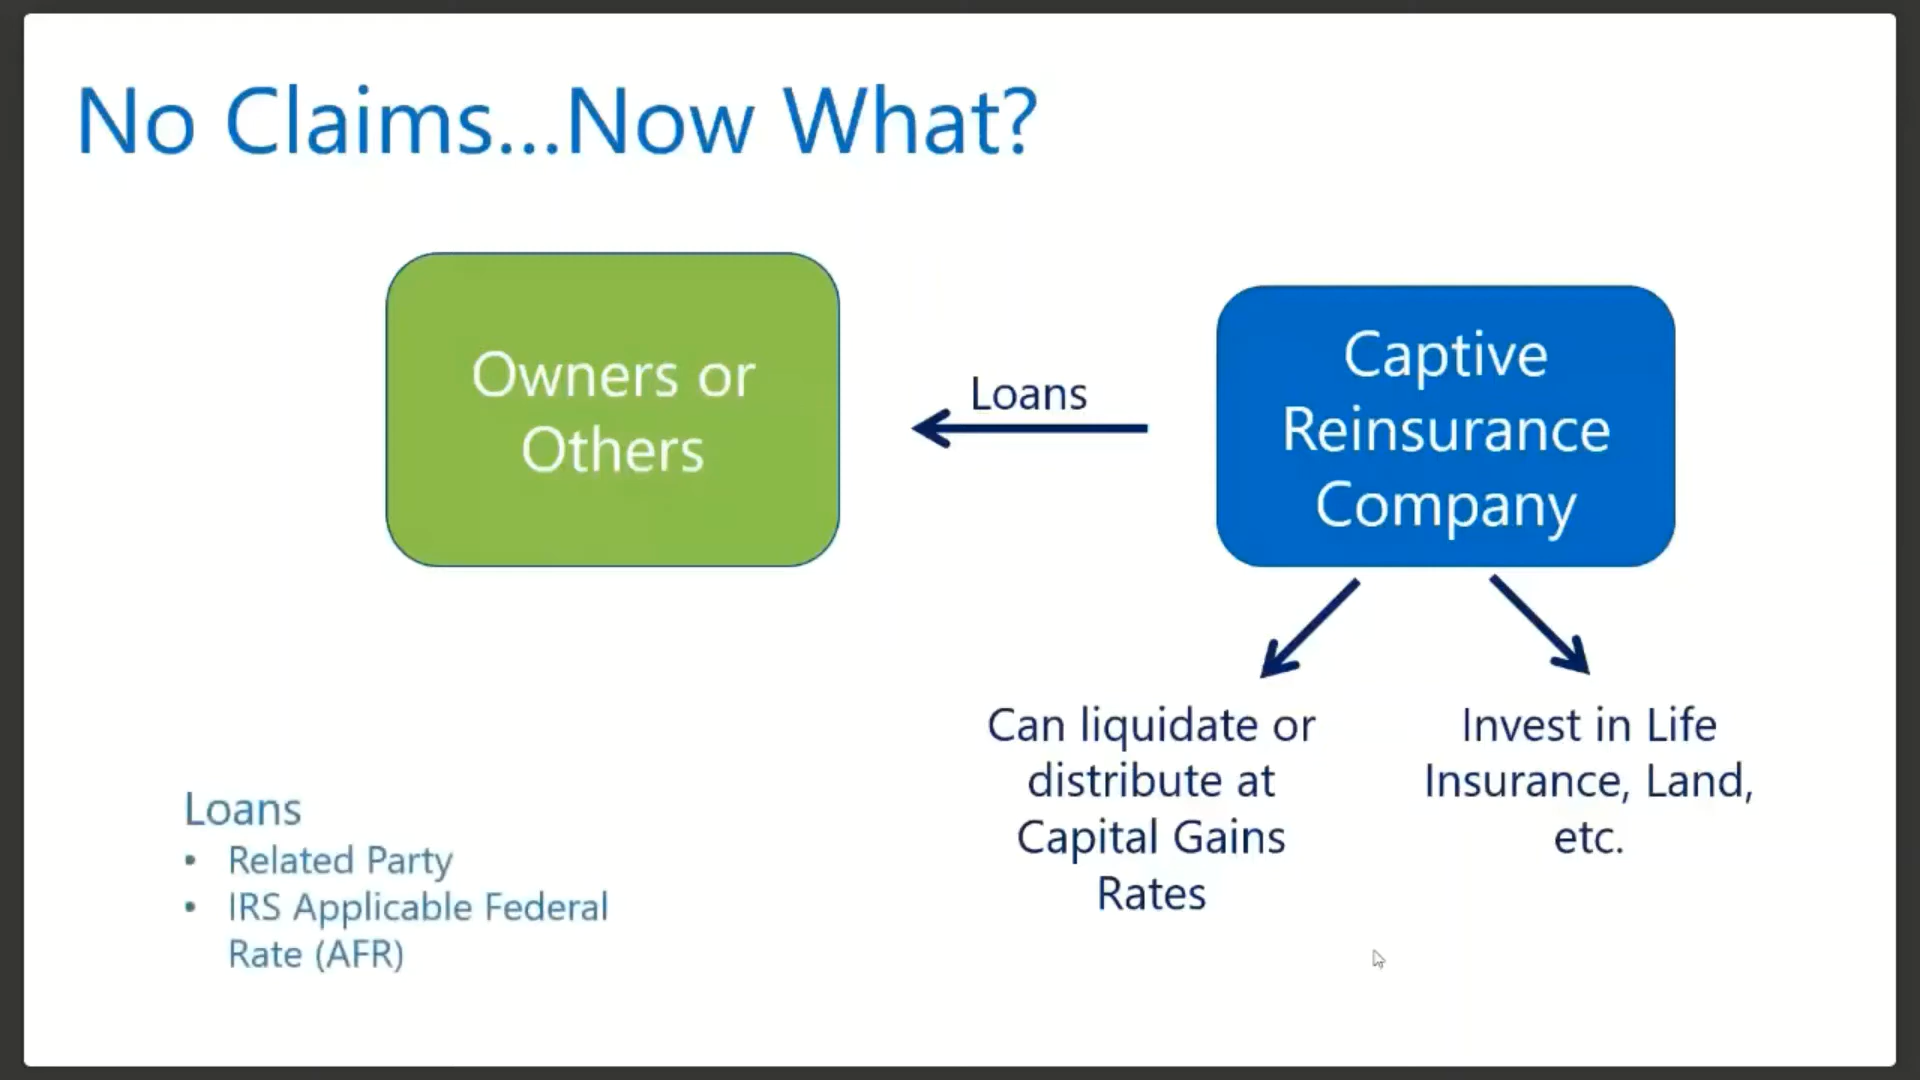 No Claims...Now What?
Owners or
Others
Loans
Captive
Reinsurance
Company
Can liquidate or
distribute at
Capital Gains
Rates
Invest in Life
Insurance, Land,
etc.
Loans
• Related Party
• IRS Applicable Federal
Rate (AFR)